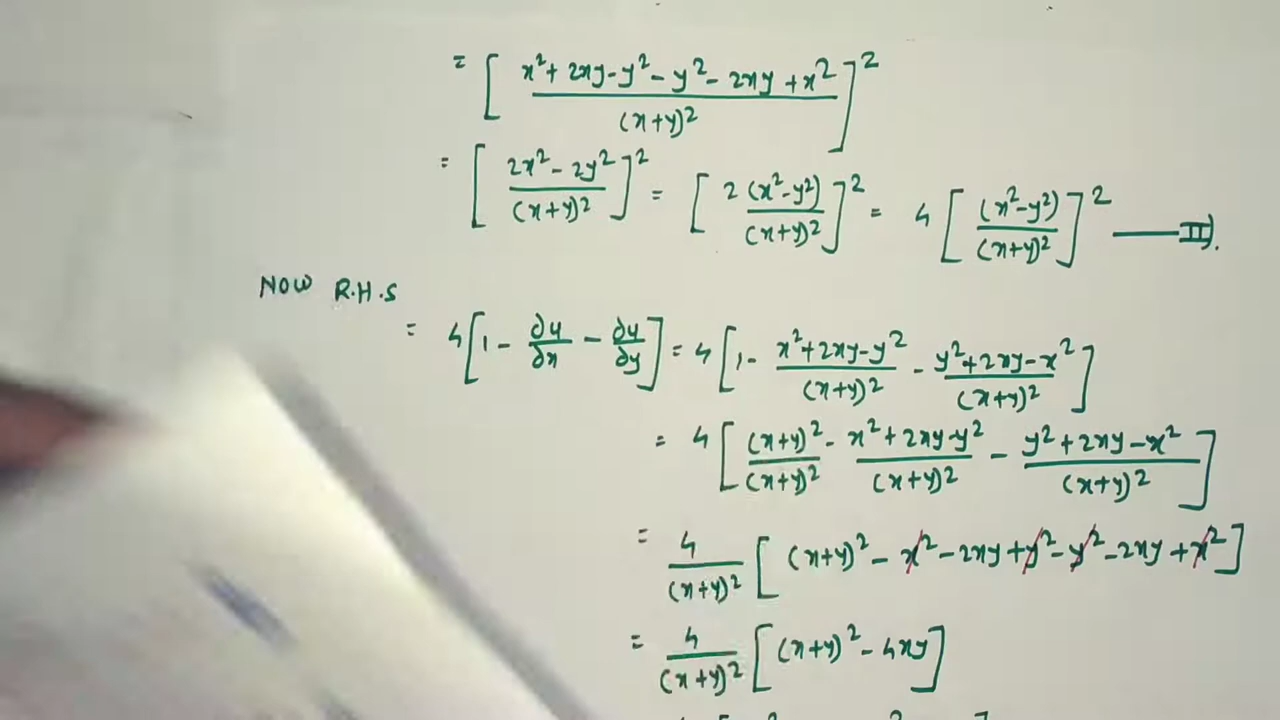 = [ x²+2xy-y²-y²-2xy+x² / (x+y)² ]²
= [ 2x²-2y² / (x+y)² ]² = [ 2(x²-y²) / (x+y)² ]² = 4 [ (x²-y²) / (x+y)² ]² — II).
NOW R.H.S
= 4[1 - ∂u/∂x - ∂u/∂y] = 4 [1 - x²+2xy-y² / (x+y)² - y²+2xy-x² / (x+y)² ]
= 4 [ (x+y)² / (x+y)² - x²+2xy-y² / (x+y)² - y²+2xy-x² / (x+y)² ]
= 4 / (x+y)² [ (x+y)² - x² - 2xy + y² - y² - 2xy + x² ]
= 4 / (x+y)² [ (x+y)² - 4xy ]